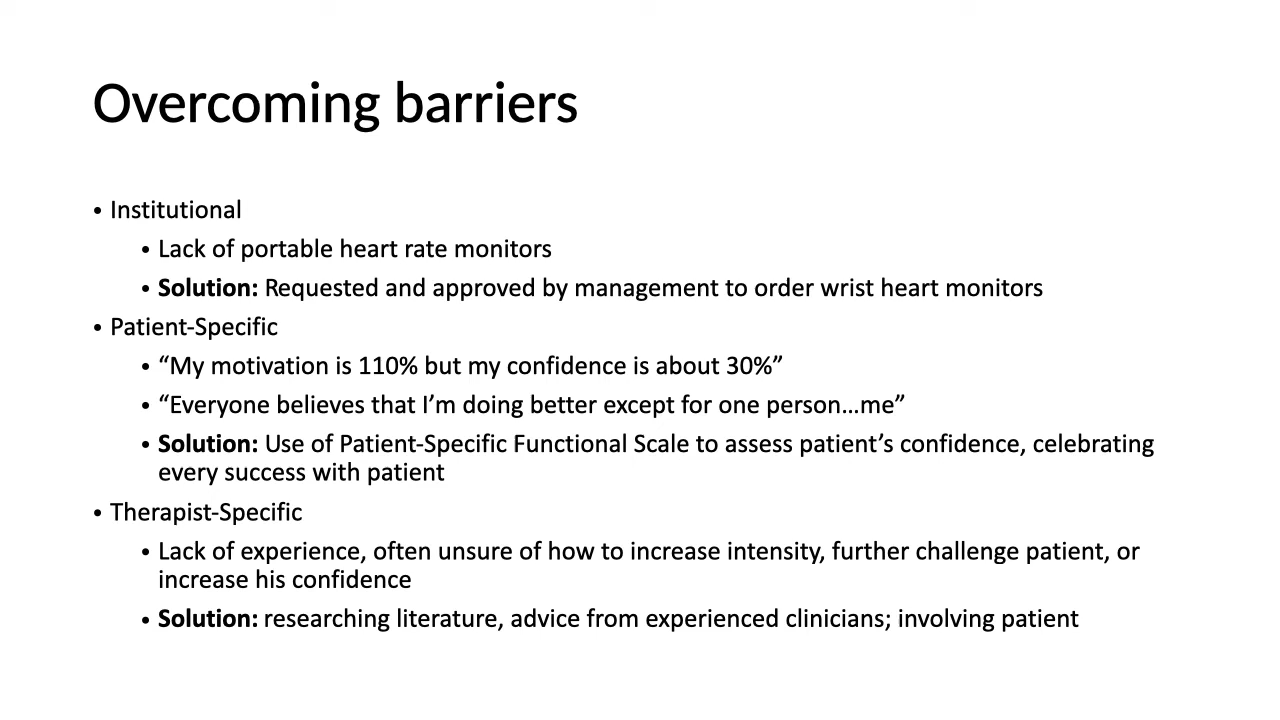 Overcoming barriers
• Institutional
• Lack of portable heart rate monitors
• Solution: Requested and approved by management to order wrist heart monitors
• Patient-Specific
• “My motivation is 110% but my confidence is about 30%”
• “Everyone believes that I’m doing better except for one person…me”
• Solution: Use of Patient-Specific Functional Scale to assess patient’s confidence, celebrating
every success with patient
• Therapist-Specific
• Lack of experience, often unsure of how to increase intensity, further challenge patient, or
increase his confidence
• Solution: researching literature, advice from experienced clinicians; involving patient